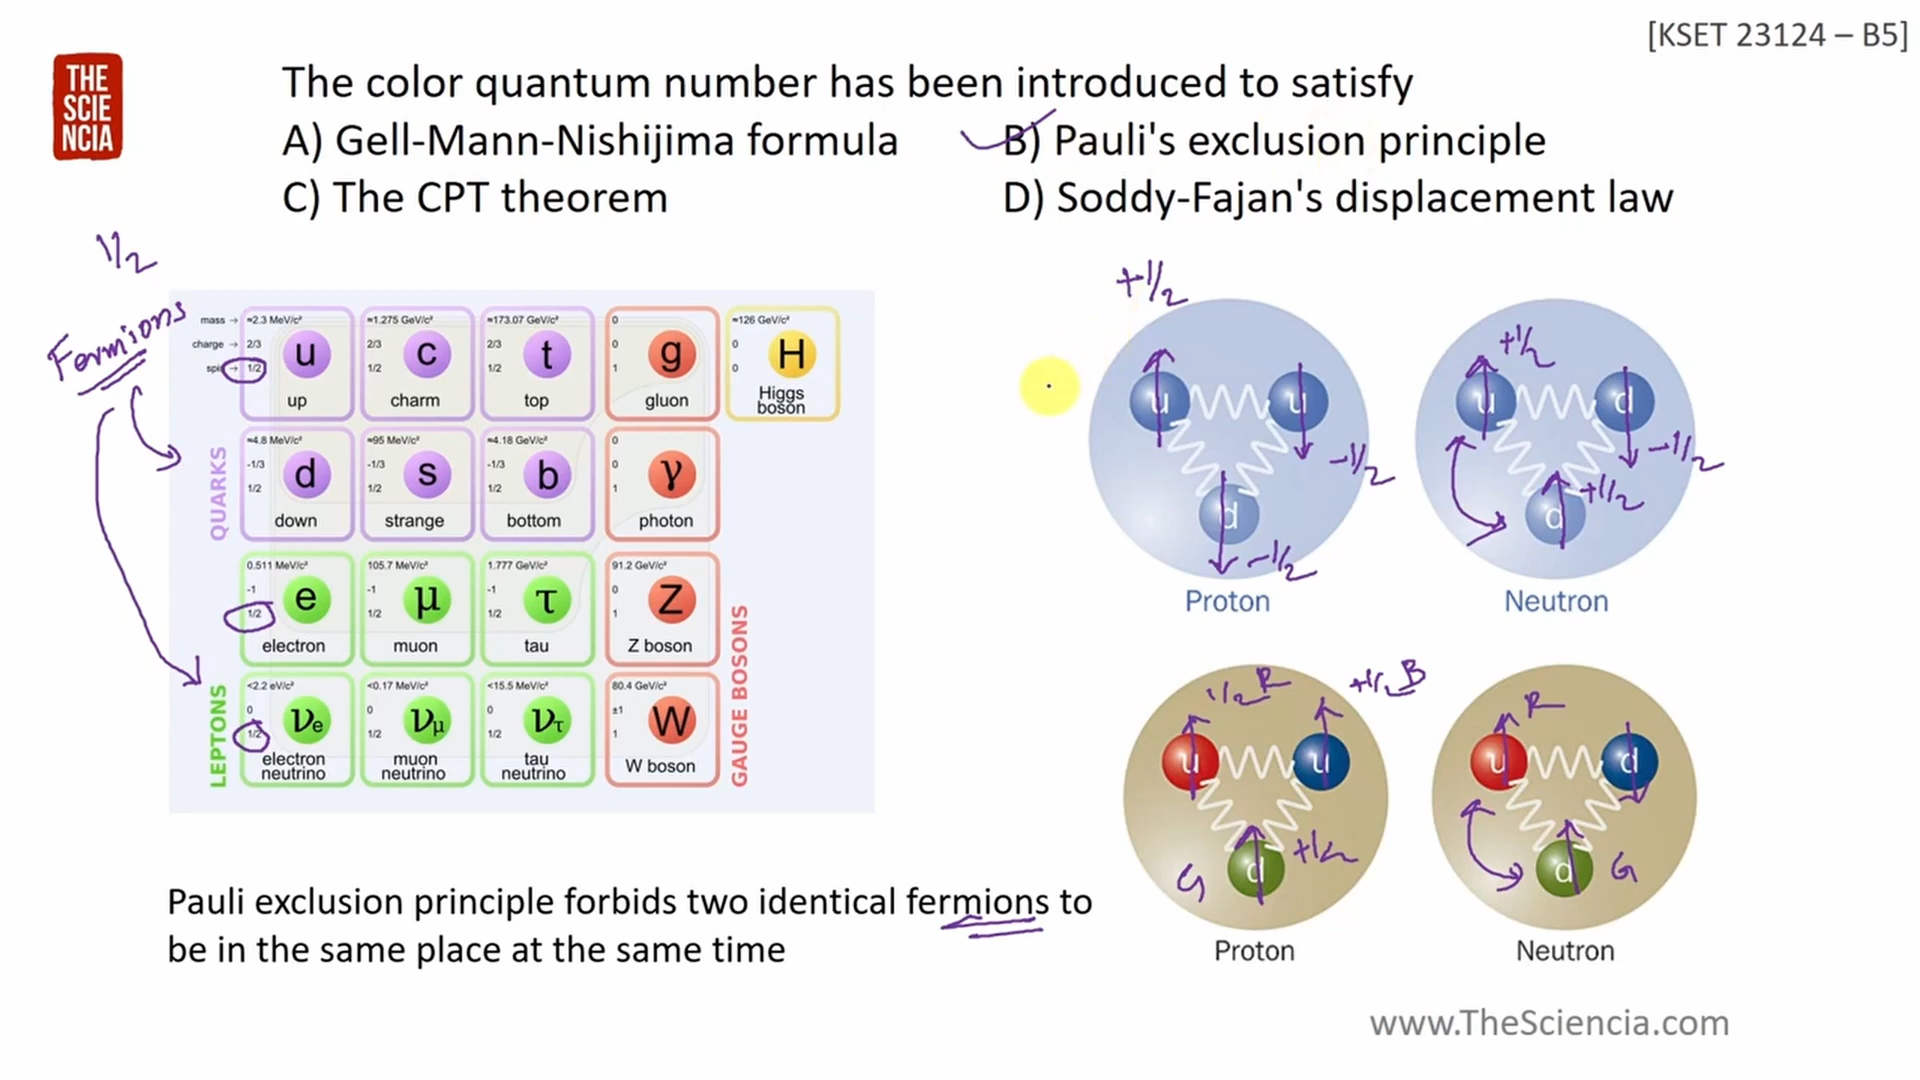 [KSET 23124 – B5]
THE
SCIE
NCIA
The color quantum number has been introduced to satisfy
A) Gell-Mann-Nishijima formula
B) Pauli's exclusion principle
C) The CPT theorem
D) Soddy-Fajan's displacement law
1/2
Fermions
mass →
charge →
spin →
≈2.3 MeV/c²
2/3
1/2
u
up
≈1.275 GeV/c²
2/3
1/2
c
charm
≈173.07 GeV/c²
2/3
1/2
t
top
0
0
1
g
gluon
≈126 GeV/c²
0
0
H
Higgs
boson
QUARKS
≈4.8 MeV/c²
-1/3
1/2
d
down
≈95 MeV/c²
-1/3
1/2
s
strange
≈4.18 GeV/c²
-1/3
1/2
b
bottom
0
0
1
γ
photon
LEPTONS
0.511 MeV/c²
-1
1/2
e
electron
105.7 MeV/c²
-1
1/2
μ
muon
1.777 GeV/c²
-1
1/2
τ
tau
91.2 GeV/c²
0
1
Z
Z boson
GAUGE BOSONS
<2.2 eV/c²
0
1/2
νe
electron
neutrino
<0.17 MeV/c²
0
1/2
νμ
muon
neutrino
<15.5 MeV/c²
0
1/2
ντ
tau
neutrino
80.4 GeV/c²
±1
1
W
W boson
+1/2
u
u
-1/2
d
-1/2
Proton
+1/2
u
d
-1/2
d
+1/2
Neutron
1/2 R
+1/2 B
u
u
G
d
+1/2
Proton
R
u
d
d
G
Neutron
Pauli exclusion principle forbids two identical fermions to
be in the same place at the same time
www.TheSciencia.com